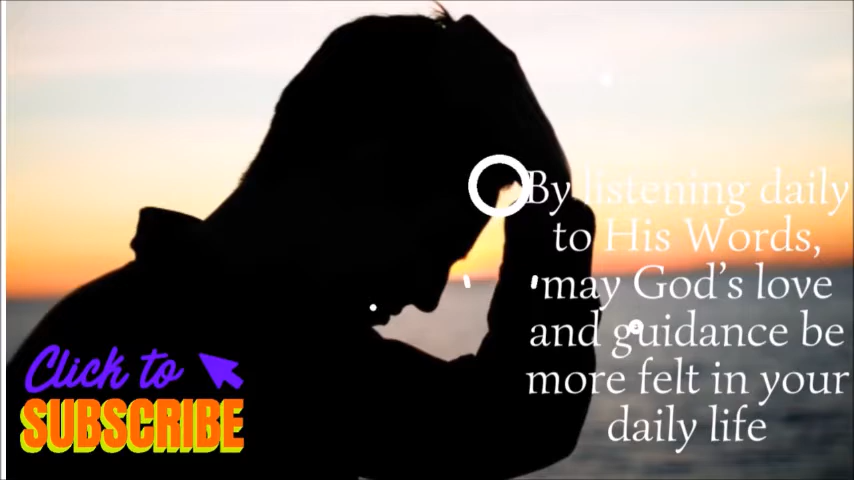 By listening daily
to His Words,
may God's love
and guidance be
more felt in your
daily life
Click to
SUBSCRIBE